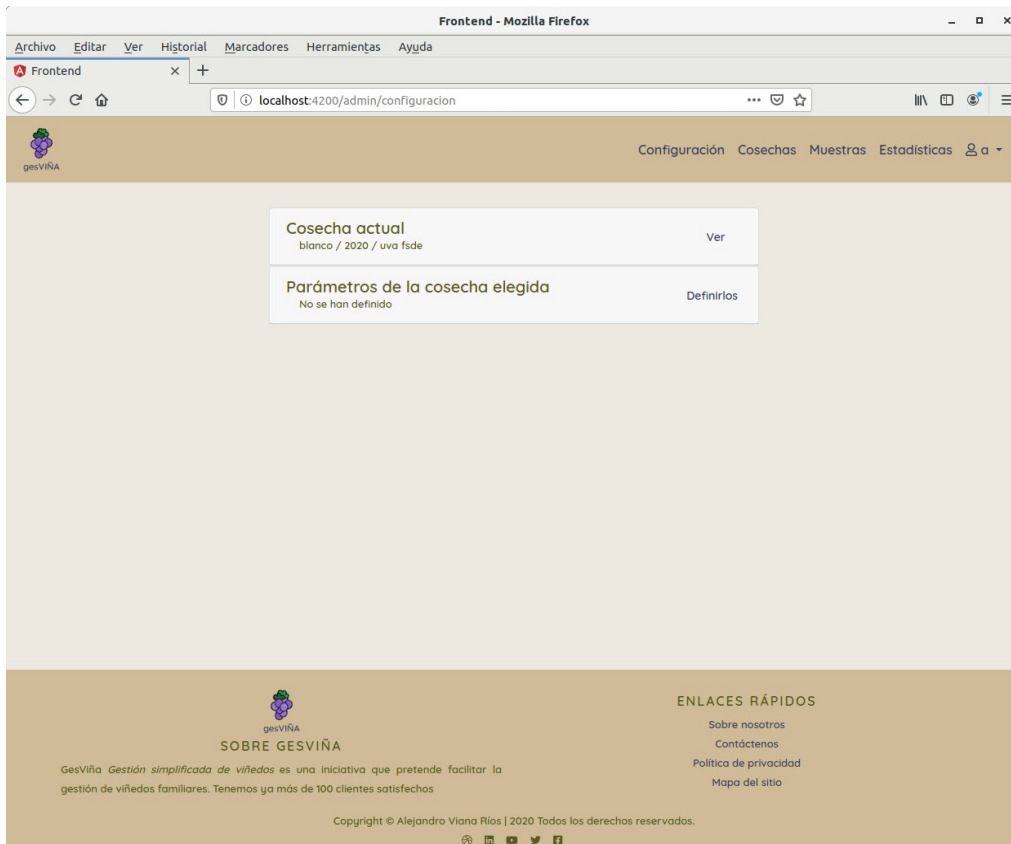 Frontend - Mozilla Firefox
Archivo Editar Ver Historial Marcadores Herramientas Ayuda
Frontend
localhost:4200/admin/configuracion
gesVIÑA
Configuración Cosechas Muestras Estadísticas a
Cosecha actual
blanco / 2020 / uva fsde
Ver
Parámetros de la cosecha elegida
No se han definido
Definirlos
gesVIÑA
SOBRE GESVIÑA
GesViña Gestión simplificada de viñedos es una iniciativa que pretende facilitar la
gestión de viñedos familiares. Tenemos ya más de 100 clientes satisfechos
ENLACES RÁPIDOS
Sobre nosotros
Contáctenos
Política de privacidad
Mapa del sitio
Copyright © Alejandro Viana Ríos | 2020 Todos los derechos reservados.